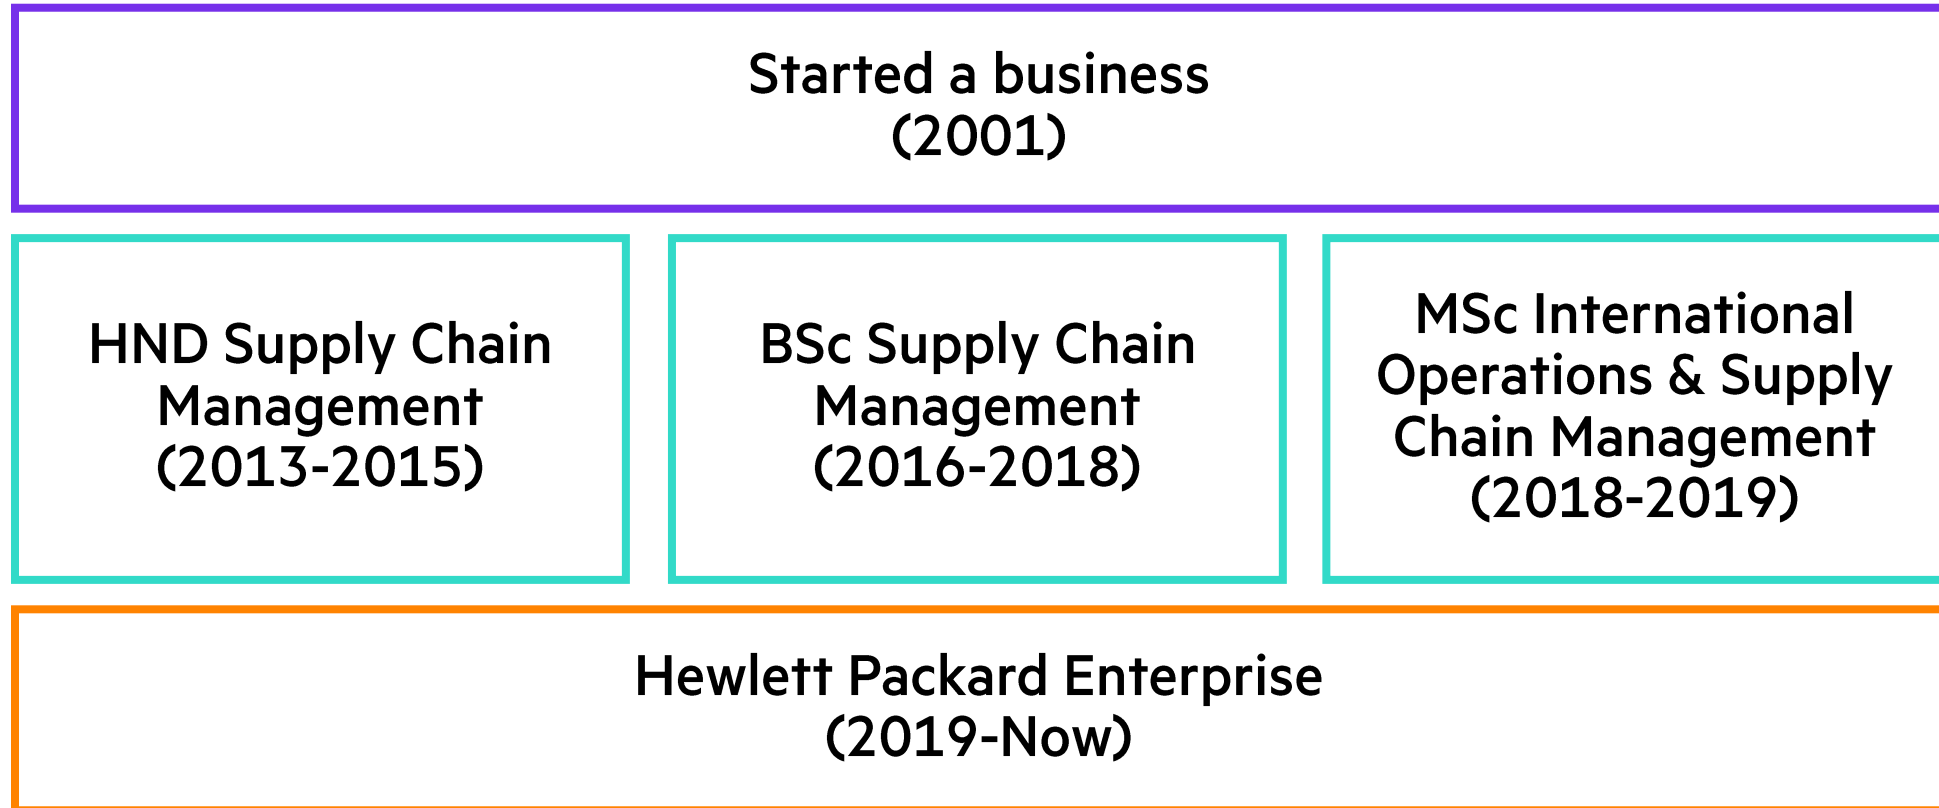 Started a business
(2001)
HND Supply Chain
Management
(2013-2015)
BSc Supply Chain
Management
(2016-2018)
MSc International
Operations & Supply
Chain Management
(2018-2019)
Hewlett Packard Enterprise
(2019-Now)